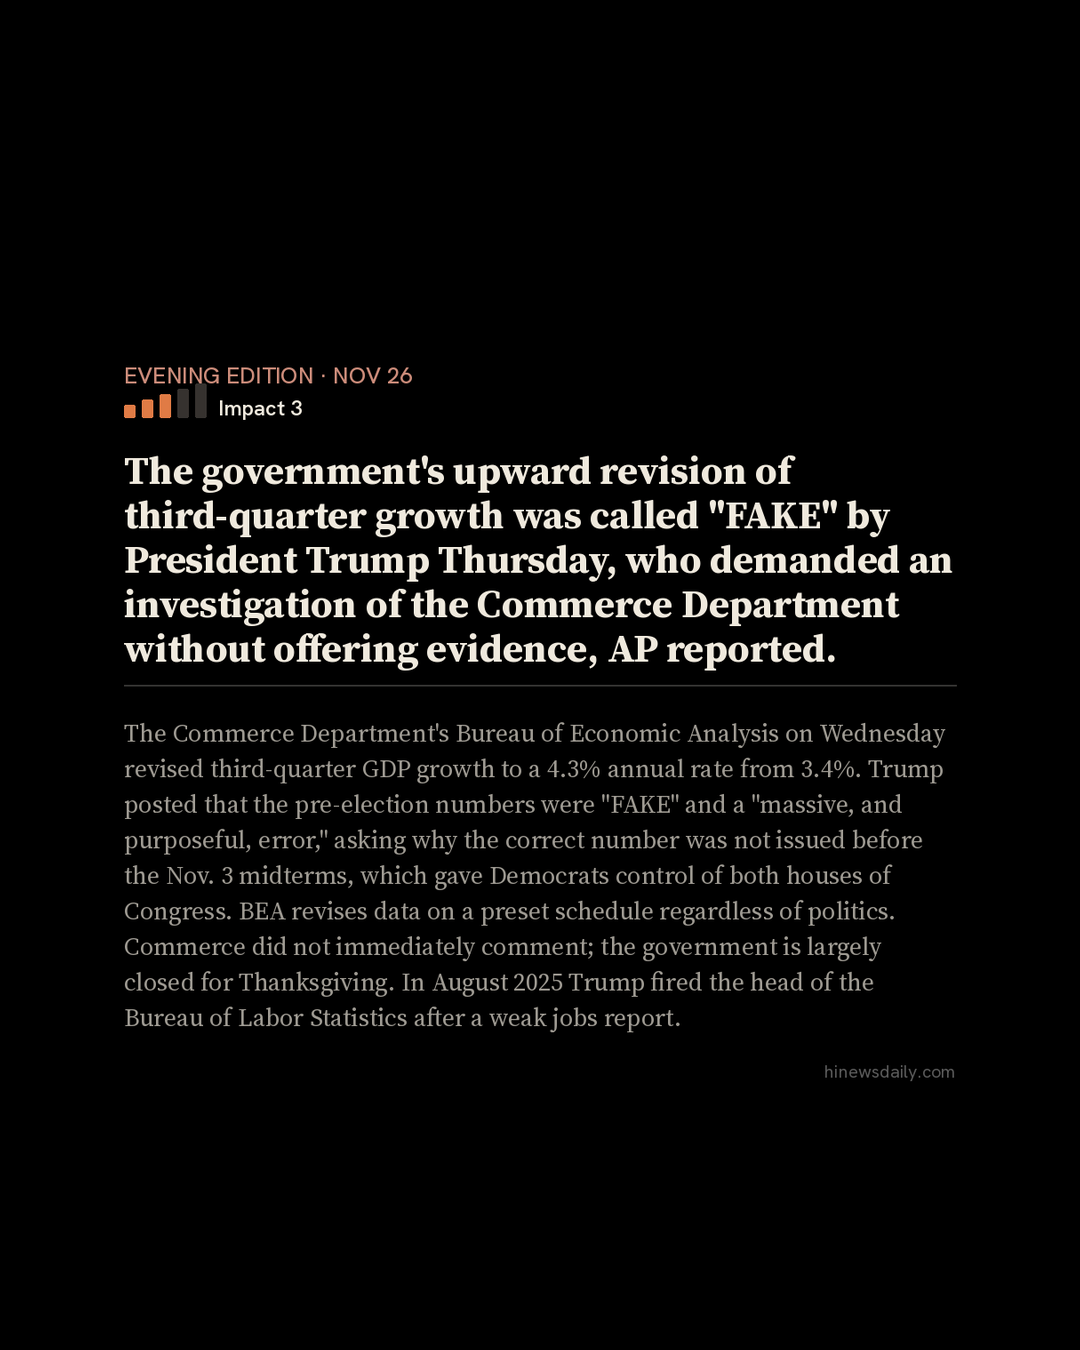 EVENING EDITION · NOV 26
Impact 3
The government's upward revision of
third-quarter growth was called "FAKE" by
President Trump Thursday, who demanded an
investigation of the Commerce Department
without offering evidence, AP reported.
The Commerce Department's Bureau of Economic Analysis on Wednesday
revised third-quarter GDP growth to a 4.3% annual rate from 3.4%. Trump
posted that the pre-election numbers were "FAKE" and a "massive, and
purposeful, error," asking why the correct number was not issued before
the Nov. 3 midterms, which gave Democrats control of both houses of
Congress. BEA revises data on a preset schedule regardless of politics.
Commerce did not immediately comment; the government is largely
closed for Thanksgiving. In August 2025 Trump fired the head of the
Bureau of Labor Statistics after a weak jobs report.
hinewsdaily.com